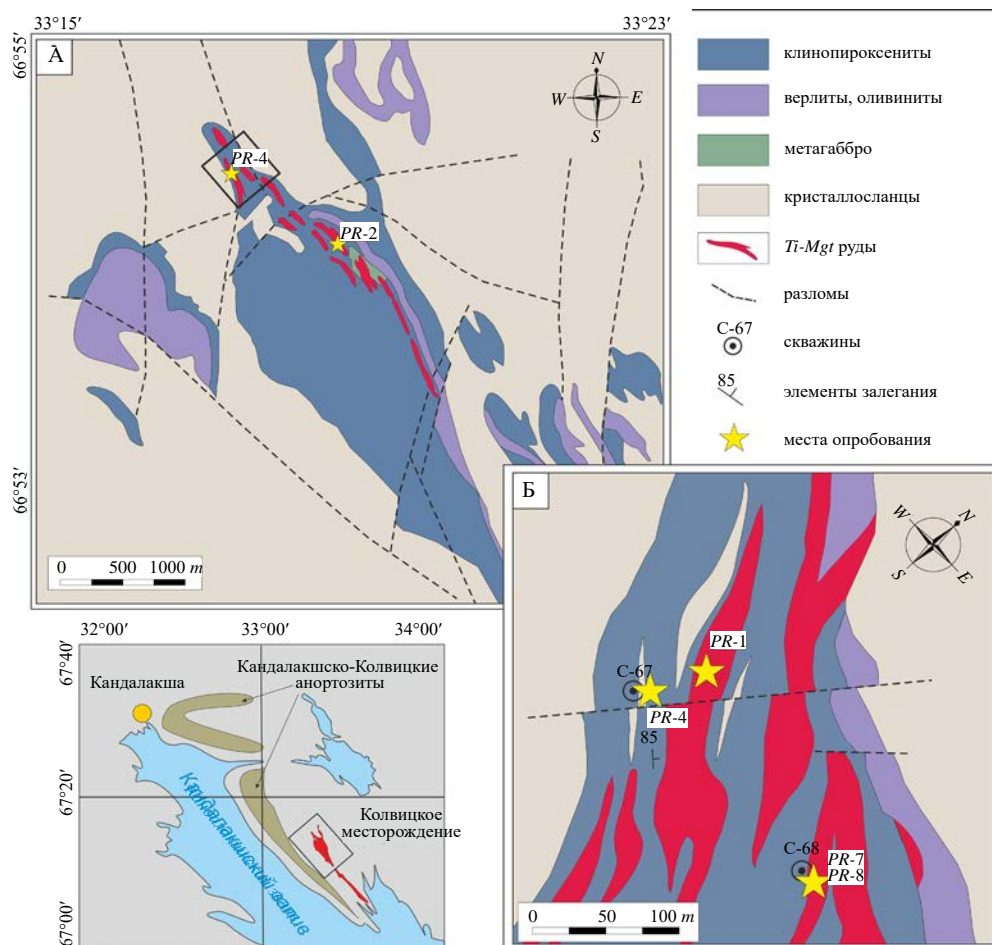 33°15′
33°23′
66°55′
66°53′
А
N
W
E
S
PR-4
PR-2
0 500 1000 m
клинопироксениты
верлиты, оливиниты
метагаббро
кристаллосланцы
Ti-Mgt руды
разломы
С-67
скважины
85
элементы залегания
места опробования
32°00′
33°00′
34°00′
67°40′
67°20′
67°00′
Кандалакша
Кандалакшско-Колвицкие
анортозиты
Колвицкое
месторождение
Кандалакшский залив
Б
W
N
S
E
PR-1
С-67
PR-4
85
С-68
PR-7
PR-8
0 50 100 m